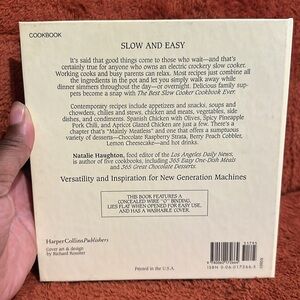 COOKBOOK
SLOW AND EASY
It's said that good things come to those who wait—and that's
certainly true for anyone who owns an electric crockery slow cooker.
Working cooks and busy parents can relax. Most recipes just combine all
the ingredients in the pot and let you simply walk away while
dinner simmers throughout the day—or overnight. Delicious family sup-
pers become a snap with The Best Slow Cooker Cookbook Ever.
Contemporary recipes include appetizers and snacks, soups and
chowders, chilies and stews, chicken and meats, vegetables, side
dishes, and condiments. Spanish Chicken with Olives, Spicy Pineapple
Pork Chili, and Apricot Glazed Chicken are just a few. There's a
chapter that's "Mainly Meatless" and one that offers a sumptuous
variety of desserts—Chocolate Raspberry Strata, Berry Peach Cobbler,
Lemon Cheesecake—and hot drinks.
Natalie Haughton, food editor of the Los Angeles Daily News,
is author of five cookbooks, including 365 Easy One-Dish Meals
and 365 Great Chocolate Desserts.
Versatility and Inspiration for New Generation Machines
THIS BOOK FEATURES A
CONCEALED WIRE "O" BINDING,
LIES FLAT WHEN OPENED FOR EASY USE,
AND HAS A WASHABLE COVER.
HarperCollinsPublishers
Cover art & design
by Richard Rossiter
Printed in the U.S.A.
51795
ISBN 0-06-017266-3